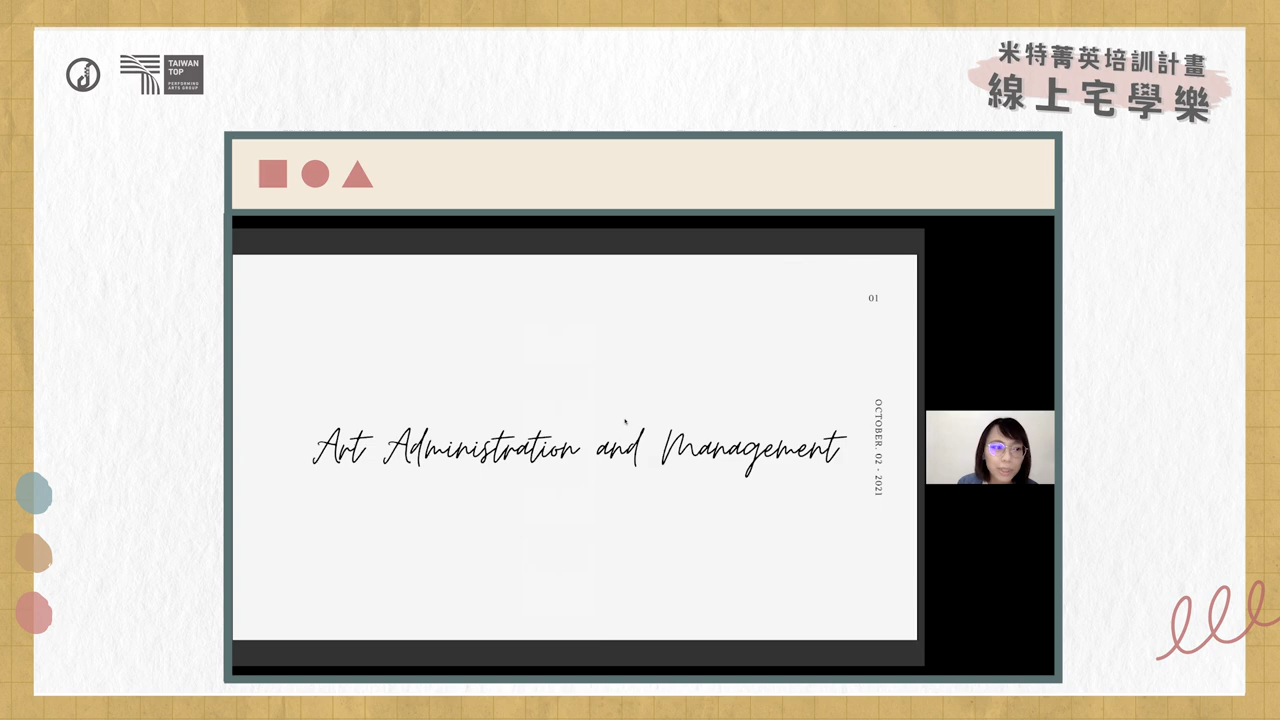 TAIWAN
TOP
PERFORMING
ARTS GROUP
米特菁英培訓計畫
線上宅學樂
01
Art Administration and Management
OCTOBER. 02 - 2021